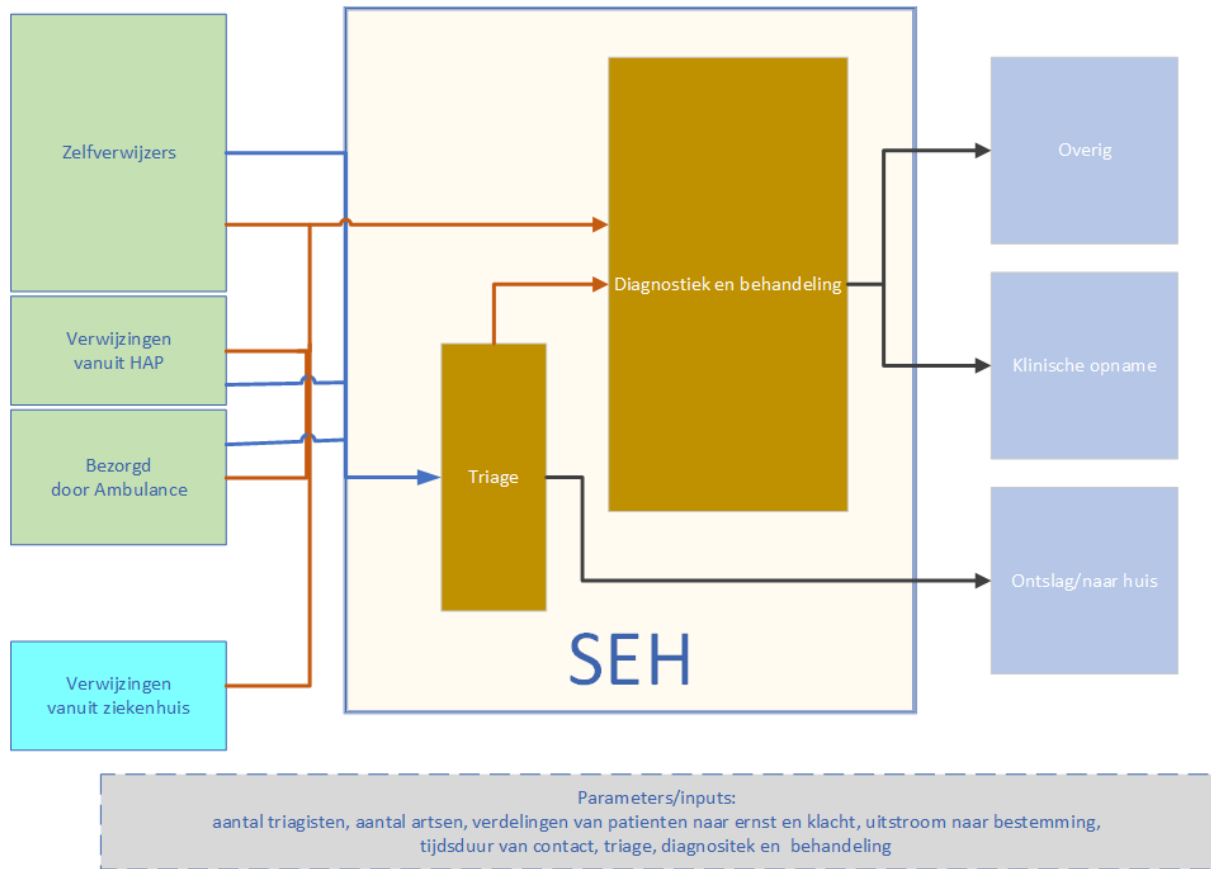 Zelfverwijzers
Verwijzingen
vanuit HAP
Bezorgd
door Ambulance
Verwijzingen
vanuit ziekenhuis
Diagnostiek en behandeling
Triage
SEH
Overig
Klinische opname
Ontslag/naar huis
Parameters/inputs:
aantal triagisten, aantal artsen, verdelingen van patienten naar ernst en klacht, uitstroom naar bestemming,
tijdsduur van contact, triage, diagnositek en behandeling